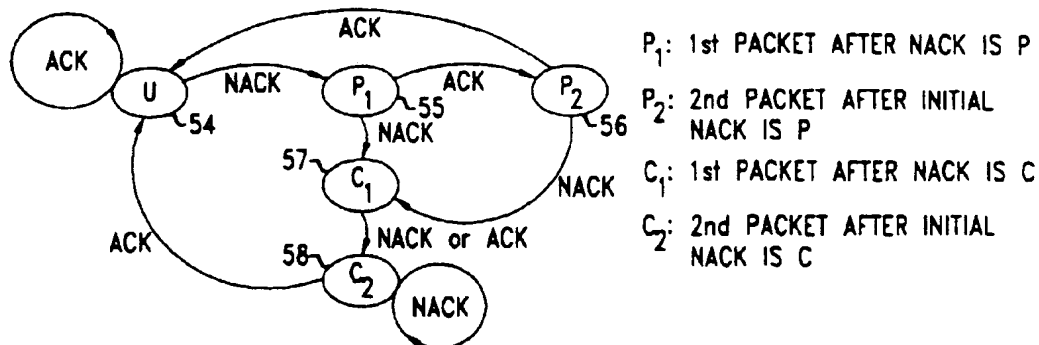 ACK
P₁: 1st PACKET AFTER NACK IS P
ACK
U
NACK
P₁
ACK
P₂
54
55
56
P₂: 2nd PACKET AFTER INITIAL
NACK IS P
NACK
57
C₁
NACK
C₁: 1st PACKET AFTER NACK IS C
ACK
NACK or ACK
C₂: 2nd PACKET AFTER INITIAL
NACK IS C
58
C₂
NACK